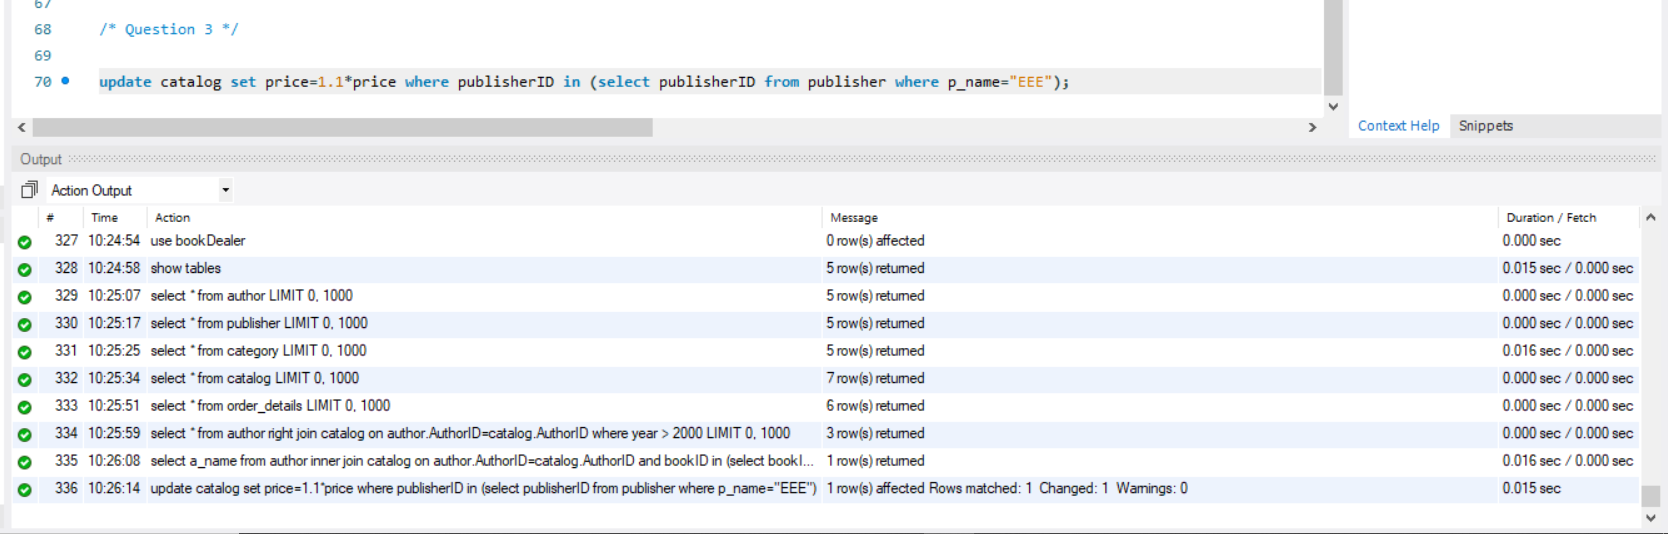 67
68 /* Question 3 */
69
70 update catalog set price=1.1*price where publisherID in (select publisherID from publisher where p_name="EEE");
Context Help Snippets
Output
Action Output
# Time Action Message Duration / Fetch
327 10:24:54 use bookDealer 0 row(s) affected 0.000 sec
328 10:24:58 show tables 5 row(s) returned 0.015 sec / 0.000 sec
329 10:25:07 select * from author LIMIT 0, 1000 5 row(s) returned 0.000 sec / 0.000 sec
330 10:25:17 select * from publisher LIMIT 0, 1000 5 row(s) returned 0.000 sec / 0.000 sec
331 10:25:25 select * from category LIMIT 0, 1000 5 row(s) returned 0.016 sec / 0.000 sec
332 10:25:34 select * from catalog LIMIT 0, 1000 7 row(s) returned 0.000 sec / 0.000 sec
333 10:25:51 select * from order_details LIMIT 0, 1000 6 row(s) returned 0.000 sec / 0.000 sec
334 10:25:59 select * from author right join catalog on author.AuthorID=catalog.AuthorID where year > 2000 LIMIT 0, 1000 3 row(s) returned 0.000 sec / 0.000 sec
335 10:26:08 select a_name from author inner join catalog on author.AuthorID=catalog.AuthorID and bookID in (select bookI... 1 row(s) returned 0.016 sec / 0.000 sec
336 10:26:14 update catalog set price=1.1*price where publisherID in (select publisherID from publisher where p_name="EEE") 1 row(s) affected Rows matched: 1 Changed: 1 Warnings: 0 0.015 sec